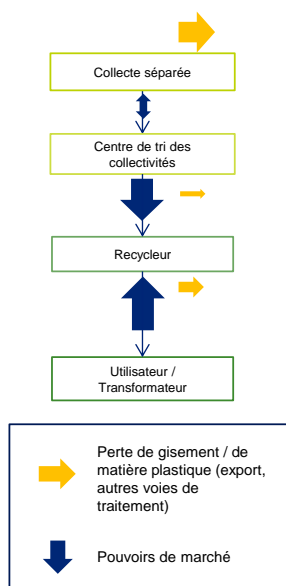 Collecte séparée
Centre de tri des
collectivités
Recycleur
Utilisateur /
Transformateur
Perte de gisement / de
matière plastique (export,
autres voies de
traitement)
Pouvoirs de marché